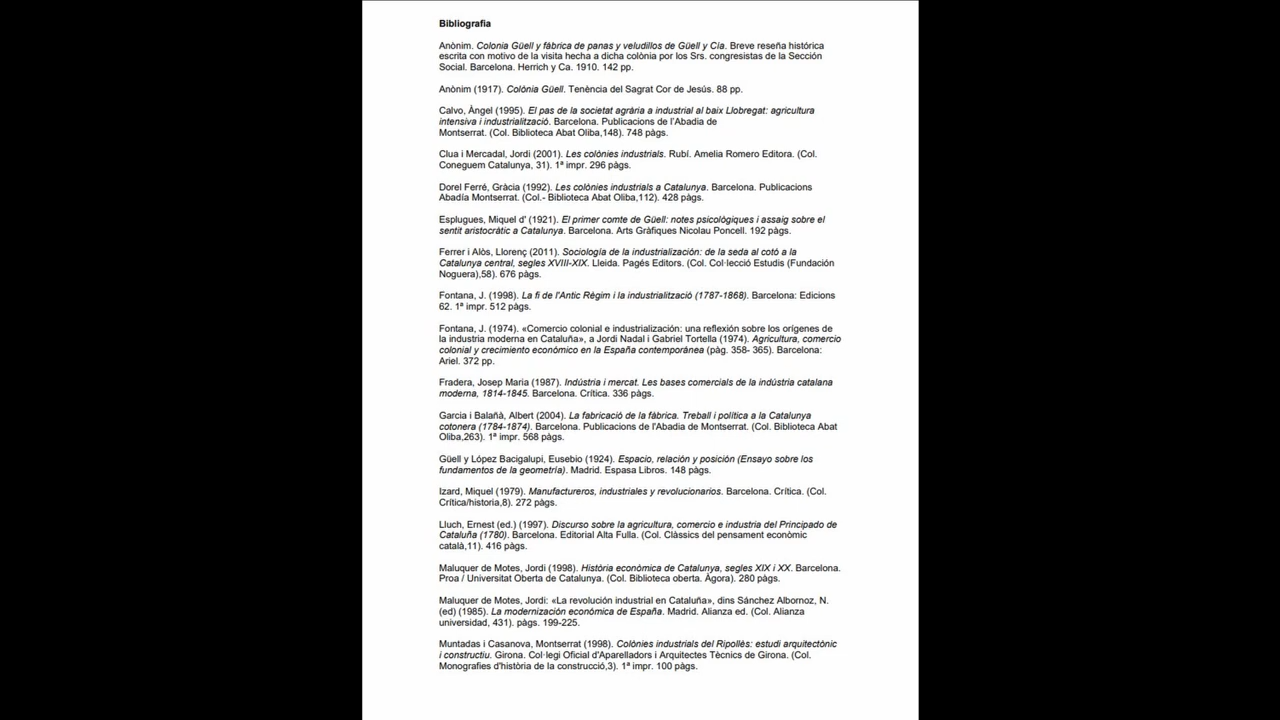 Bibliografia
Anònim. Colonia Güell y fábrica de panas y veludillos de Güell y Cía. Breve reseña histórica
escrita con motivo de la visita hecha a dicha colònia por los Srs. congresistas de la Sección
Social. Barcelona. Herrich y Ca. 1910. 142 pp.
Anònim (1917). Colònia Güell. Tenència del Sagrat Cor de Jesús. 88 pp.
Calvo, Àngel (1995). El pas de la societat agrària a industrial al baix Llobregat: agricultura
intensiva i industrialització. Barcelona. Publicacions de l'Abadia de
Montserrat. (Col. Biblioteca Abat Oliba,148). 748 pàgs.
Clua i Mercadal, Jordi (2001). Les colònies industrials. Rubí. Amelia Romero Editora. (Col.
Coneguem Catalunya, 31). 1ª impr. 296 pàgs.
Dorel Ferré, Gràcia (1992). Les colònies industrials a Catalunya. Barcelona. Publicacions
Abadía Montserrat. (Col.- Biblioteca Abat Oliba,112). 428 pàgs.
Esplugues, Miquel d' (1921). El primer comte de Güell: notes psicològiques i assaig sobre el
sentit aristocràtic a Catalunya. Barcelona. Arts Gràfiques Nicolau Poncell. 192 pàgs.
Ferrer i Alòs, Llorenç (2011). Sociología de la industrialización: de la seda al cotó a la
Catalunya central, segles XVIII-XIX. Lleida. Pagés Editors. (Col. Col·lecció Estudis (Fundación
Noguera),58). 676 pàgs.
Fontana, J. (1998). La fi de l'Antic Règim i la industrialització (1787-1868). Barcelona: Edicions
62. 1ª impr. 512 pàgs.
Fontana, J. (1974). «Comercio colonial e industrialización: una reflexión sobre los orígenes de
la industria moderna en Cataluña», a Jordi Nadal i Gabriel Tortella (1974). Agricultura, comercio
colonial y crecimiento económico en la España contemporánea (pàg. 358- 365). Barcelona:
Ariel. 372 pp.
Fradera, Josep Maria (1987). Indústria i mercat. Les bases comercials de la indústria catalana
moderna, 1814-1845. Barcelona. Crítica. 336 pàgs.
Garcia i Balañà, Albert (2004). La fabricació de la fàbrica. Treball i política a la Catalunya
cotonera (1784-1874). Barcelona. Publicacions de l'Abadia de Montserrat. (Col. Biblioteca Abat
Oliba,263). 1ª impr. 568 pàgs.
Güell y López Bacigalupi, Eusebio (1924). Espacio, relación y posición (Ensayo sobre los
fundamentos de la geometría). Madrid. Espasa Libros. 148 pàgs.
Izard, Miquel (1979). Manufactureros, industriales y revolucionarios. Barcelona. Crítica. (Col.
Crítica/historia,8). 272 pàgs.
Lluch, Ernest (ed.) (1997). Discurso sobre la agricultura, comercio e industria del Principado de
Cataluña (1780). Barcelona. Editorial Alta Fulla. (Col. Clàssics del pensament econòmic
català,11). 416 pàgs.
Maluquer de Motes, Jordi (1998). Història econòmica de Catalunya, segles XIX i XX. Barcelona.
Proa / Universitat Oberta de Catalunya. (Col. Biblioteca oberta. Àgora). 280 pàgs.
Maluquer de Motes, Jordi: «La revolución industrial en Cataluña», dins Sánchez Albornoz, N.
(ed) (1985). La modernización económica de España. Madrid. Alianza ed. (Col. Alianza
universidad, 431). pàgs. 199-225.
Muntadas i Casanova, Montserrat (1998). Colònies industrials del Ripollès: estudi arquitectònic
i constructiu. Girona. Col·legi Oficial d'Aparelladors i Arquitectes Tècnics de Girona. (Col.
Monografies d'història de la construcció,3). 1ª impr. 100 pàgs.